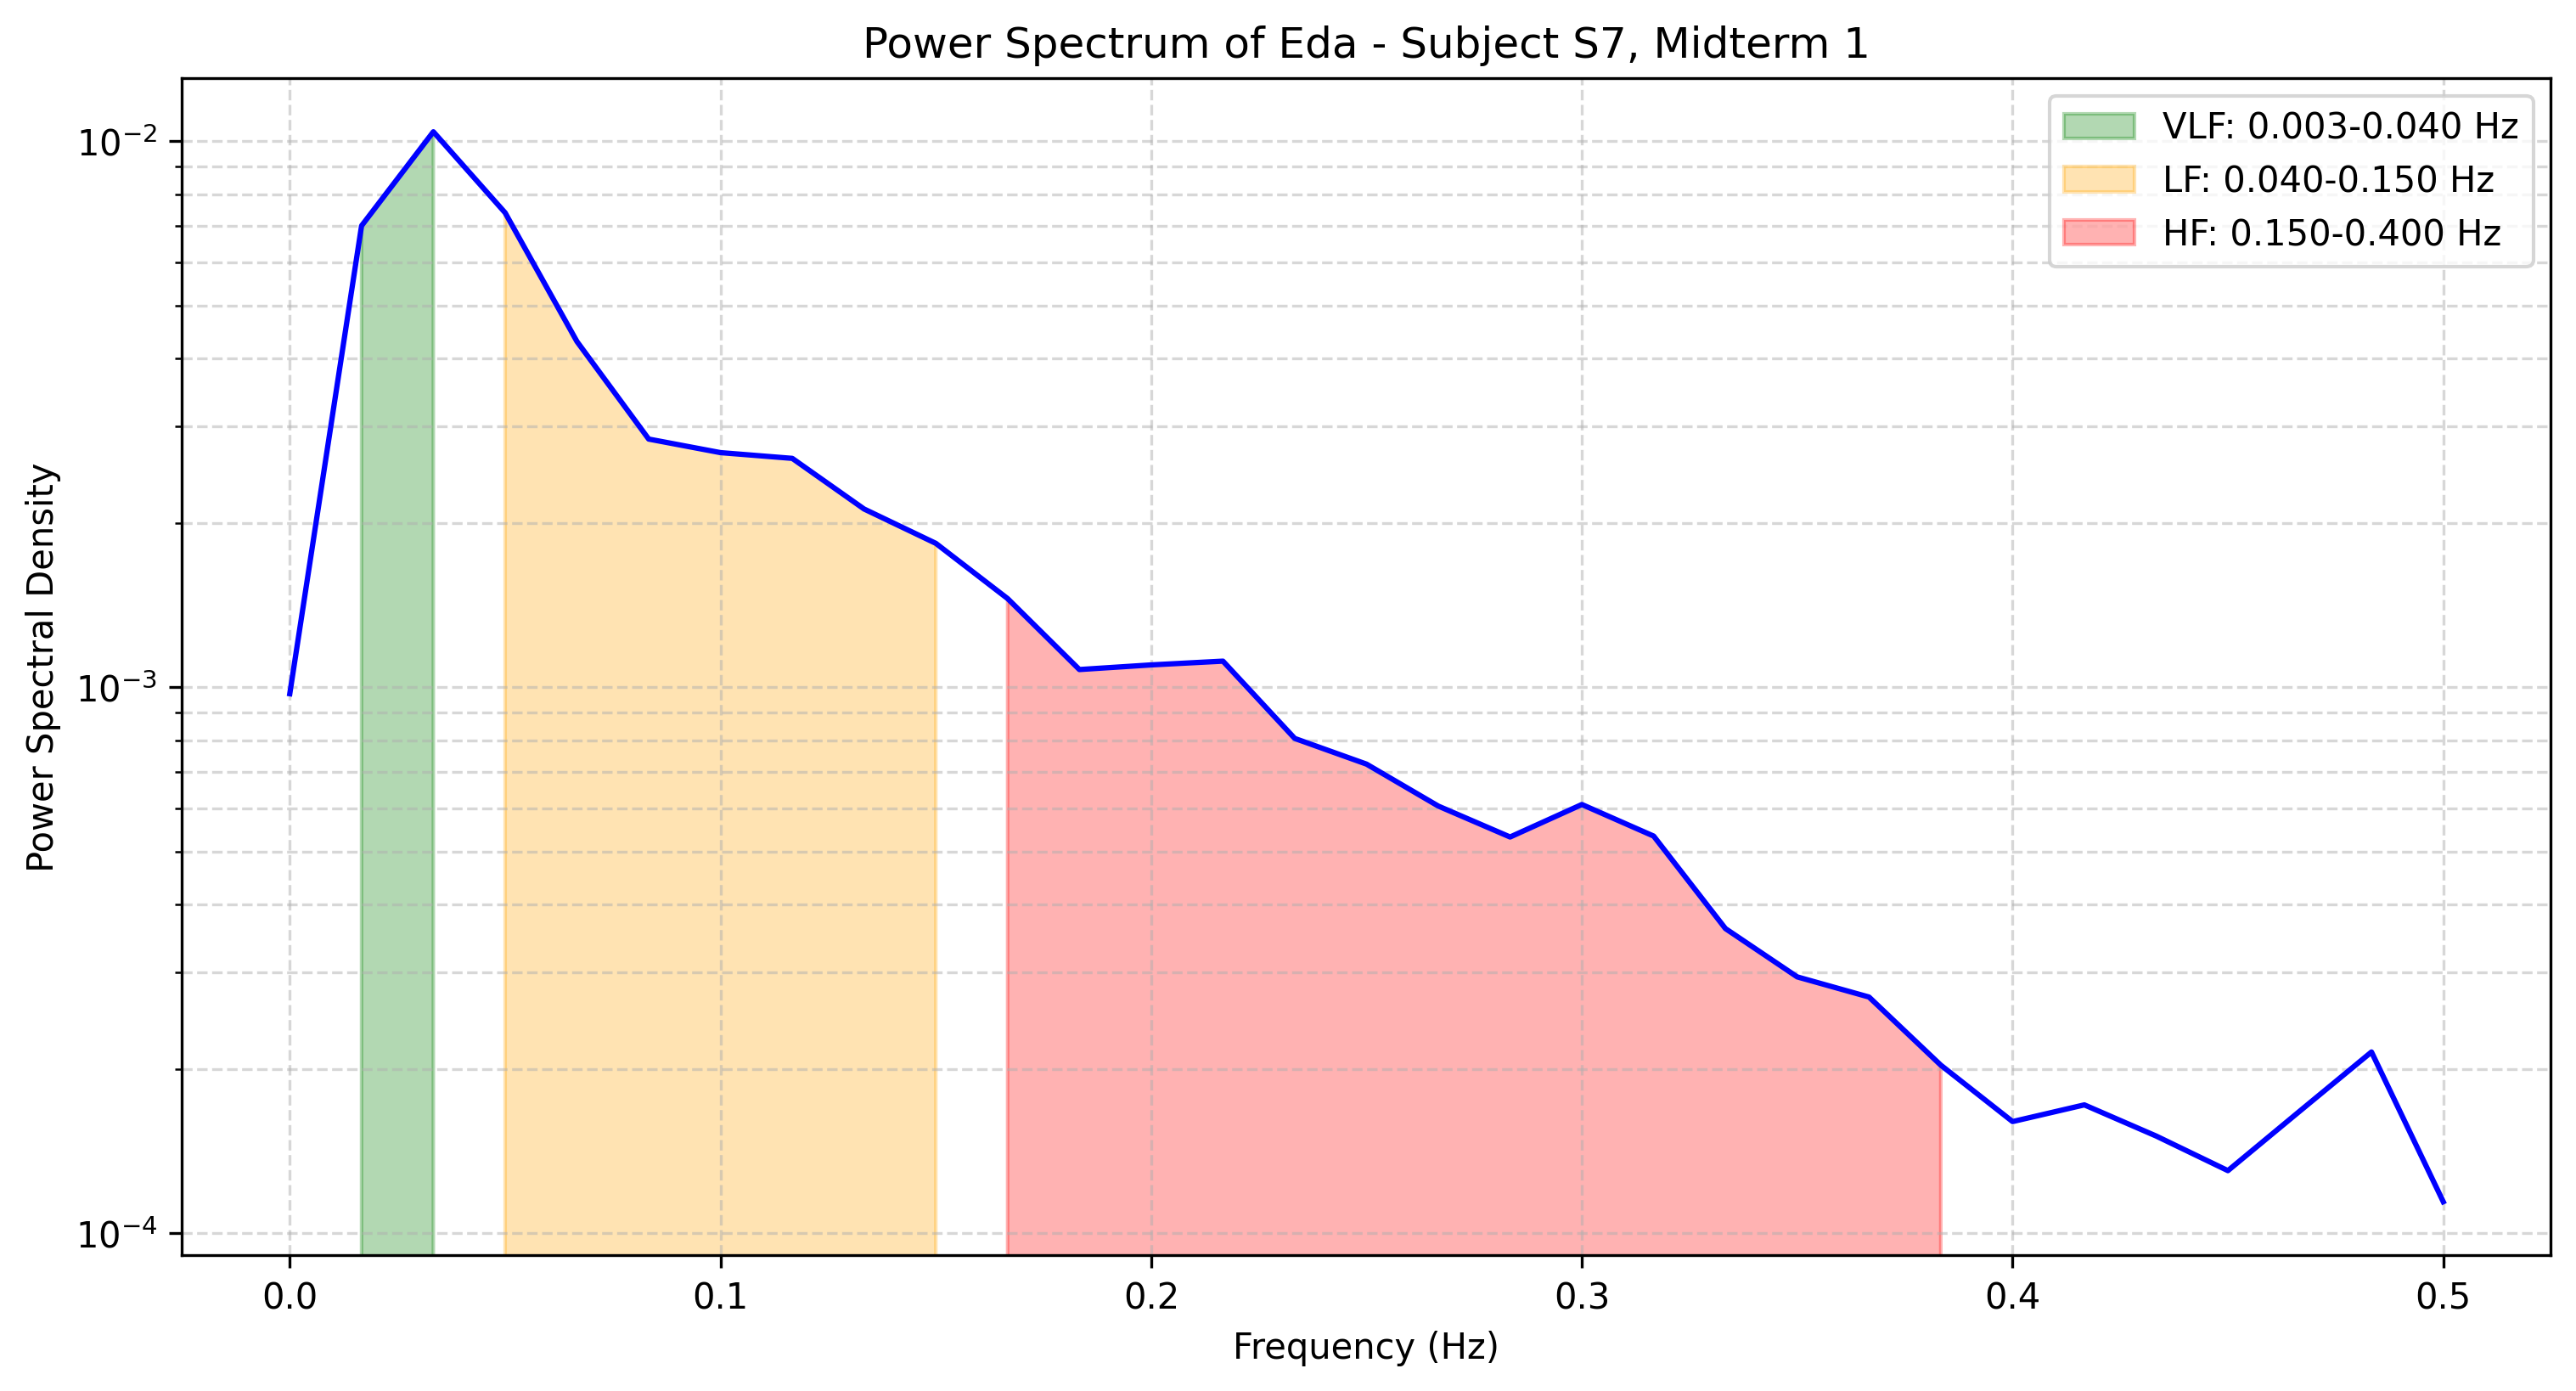 Power Spectrum of Eda - Subject S7, Midterm 1
VLF: 0.003-0.040 Hz
LF: 0.040-0.150 Hz
HF: 0.150-0.400 Hz
Power Spectral Density
10⁻²
10⁻³
10⁻⁴
0.0 0.1 0.2 0.3 0.4 0.5
Frequency (Hz)